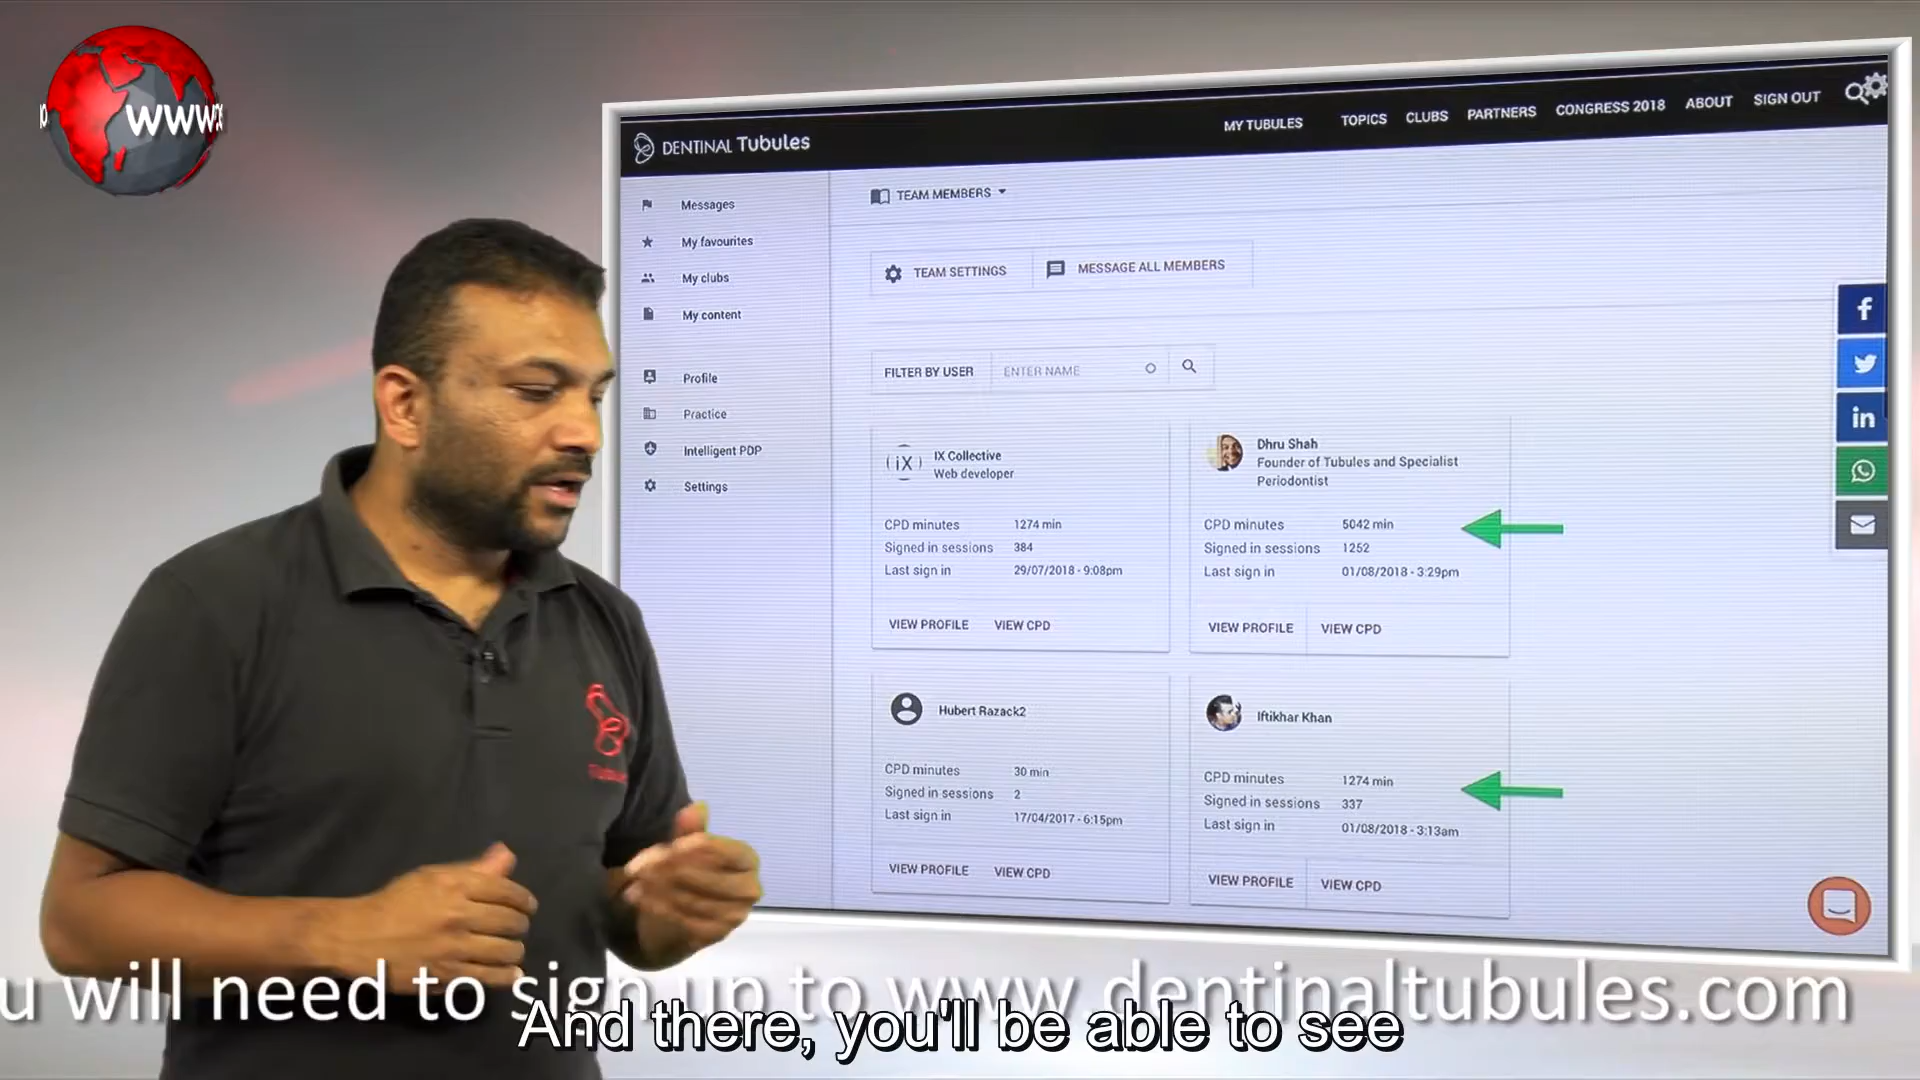 WWW.
DENTINAL Tubules
MY TUBULES
TOPICS
CLUBS
PARTNERS
CONGRESS 2018
ABOUT
SIGN OUT
Messages
My favourites
My clubs
My content
Profile
Practice
Intelligent PDP
Settings
TEAM MEMBERS
TEAM SETTINGS
MESSAGE ALL MEMBERS
FILTER BY USER
ENTER NAME
(iX)
IX Collective
Web developer
CPD minutes 1274 min
Signed in sessions 384
Last sign in 29/07/2018 - 9:08pm
VIEW PROFILE VIEW CPD
Dhru Shah
Founder of Tubules and Specialist
Periodontist
CPD minutes 5042 min
Signed in sessions 1252
Last sign in 01/08/2018 - 3:29pm
VIEW PROFILE VIEW CPD
Hubert Razack2
CPD minutes 30 min
Signed in sessions 2
Last sign in 17/04/2017 - 6:15pm
VIEW PROFILE VIEW CPD
Iftikhar Khan
CPD minutes 1274 min
Signed in sessions 337
Last sign in 01/08/2018 - 3:13am
VIEW PROFILE VIEW CPD
f
in
u will need to sign up to www.dentinaltubules.com
And there, you'll be able to see